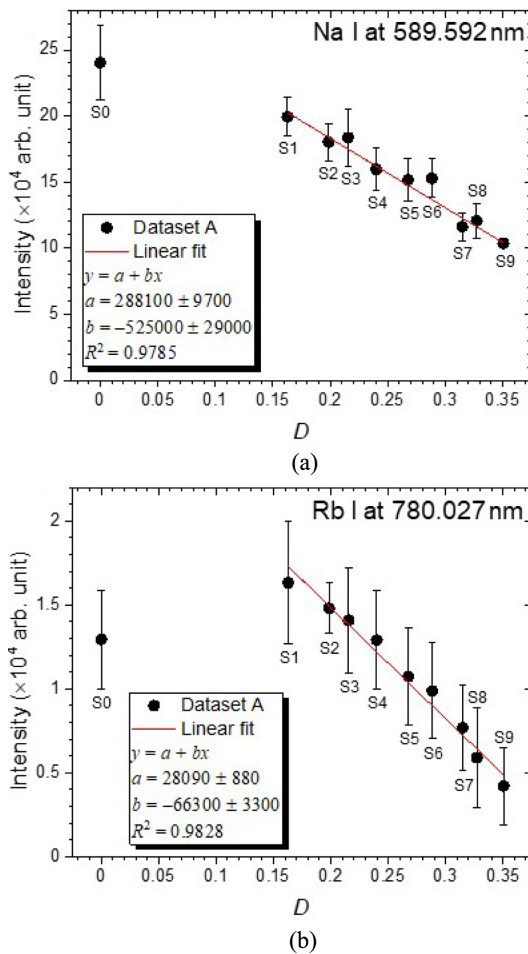 Na I at 589.592 nm
25
20
15
10
5
0
Intensity (×10⁴ arb. unit)
S0
S1
S2
S3
S4
S5
S6
S7
S8
S9
Dataset A
Linear fit
y = a + bx
a = 288100 ± 9700
b = −525000 ± 29000
R² = 0.9785
0 0.05 0.1 0.15 0.20 0.25 0.30 0.35
D
(a)
Rb I at 780.027 nm
2
1.5
1
0.5
0
Intensity (×10⁴ arb. unit)
S0
S1
S2
S3
S4
S5
S6
S7
S8
S9
Dataset A
Linear fit
y = a + bx
a = 28090 ± 880
b = −66300 ± 3300
R² = 0.9828
0 0.05 0.1 0.15 0.20 0.25 0.30 0.35
D
(b)